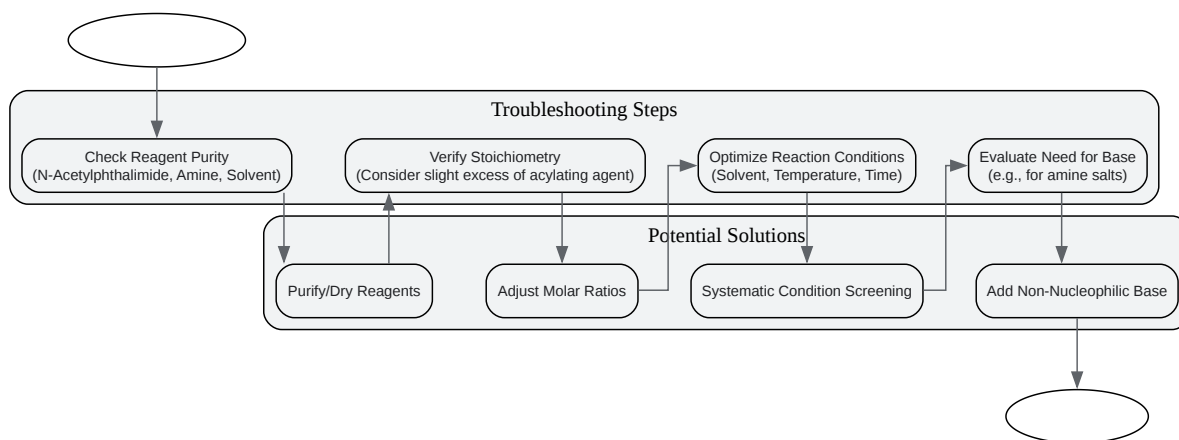 Troubleshooting Steps
Check Reagent Purity
(N-Acetylphthalimide, Amine, Solvent)
Verify Stoichiometry
(Consider slight excess of acylating agent)
Optimize Reaction Conditions
(Solvent, Temperature, Time)
Evaluate Need for Base
(e.g., for amine salts)
Potential Solutions
Purify/Dry Reagents
Adjust Molar Ratios
Systematic Condition Screening
Add Non-Nucleophilic Base